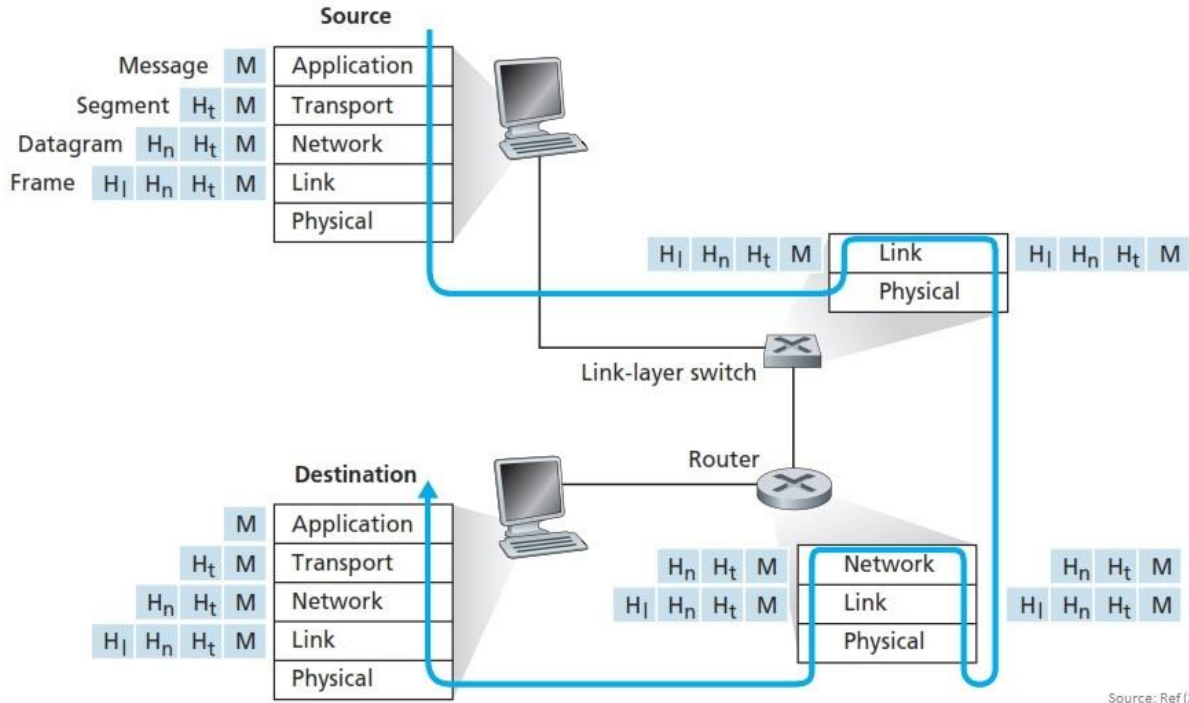 Source
Message M Application
Segment Ht M Transport
Datagram Hn Ht M Network
Frame Hl Hn Ht M Link
Physical
Hl Hn Ht M Link Hl Hn Ht M
Physical
Link-layer switch
Router
Destination
M Application
Ht M Transport
Hn Ht M Network
Hl Hn Ht M Link
Physical
Hn Ht M Network Hn Ht M
Hl Hn Ht M Link Hl Hn Ht M
Physical
Source: Ref